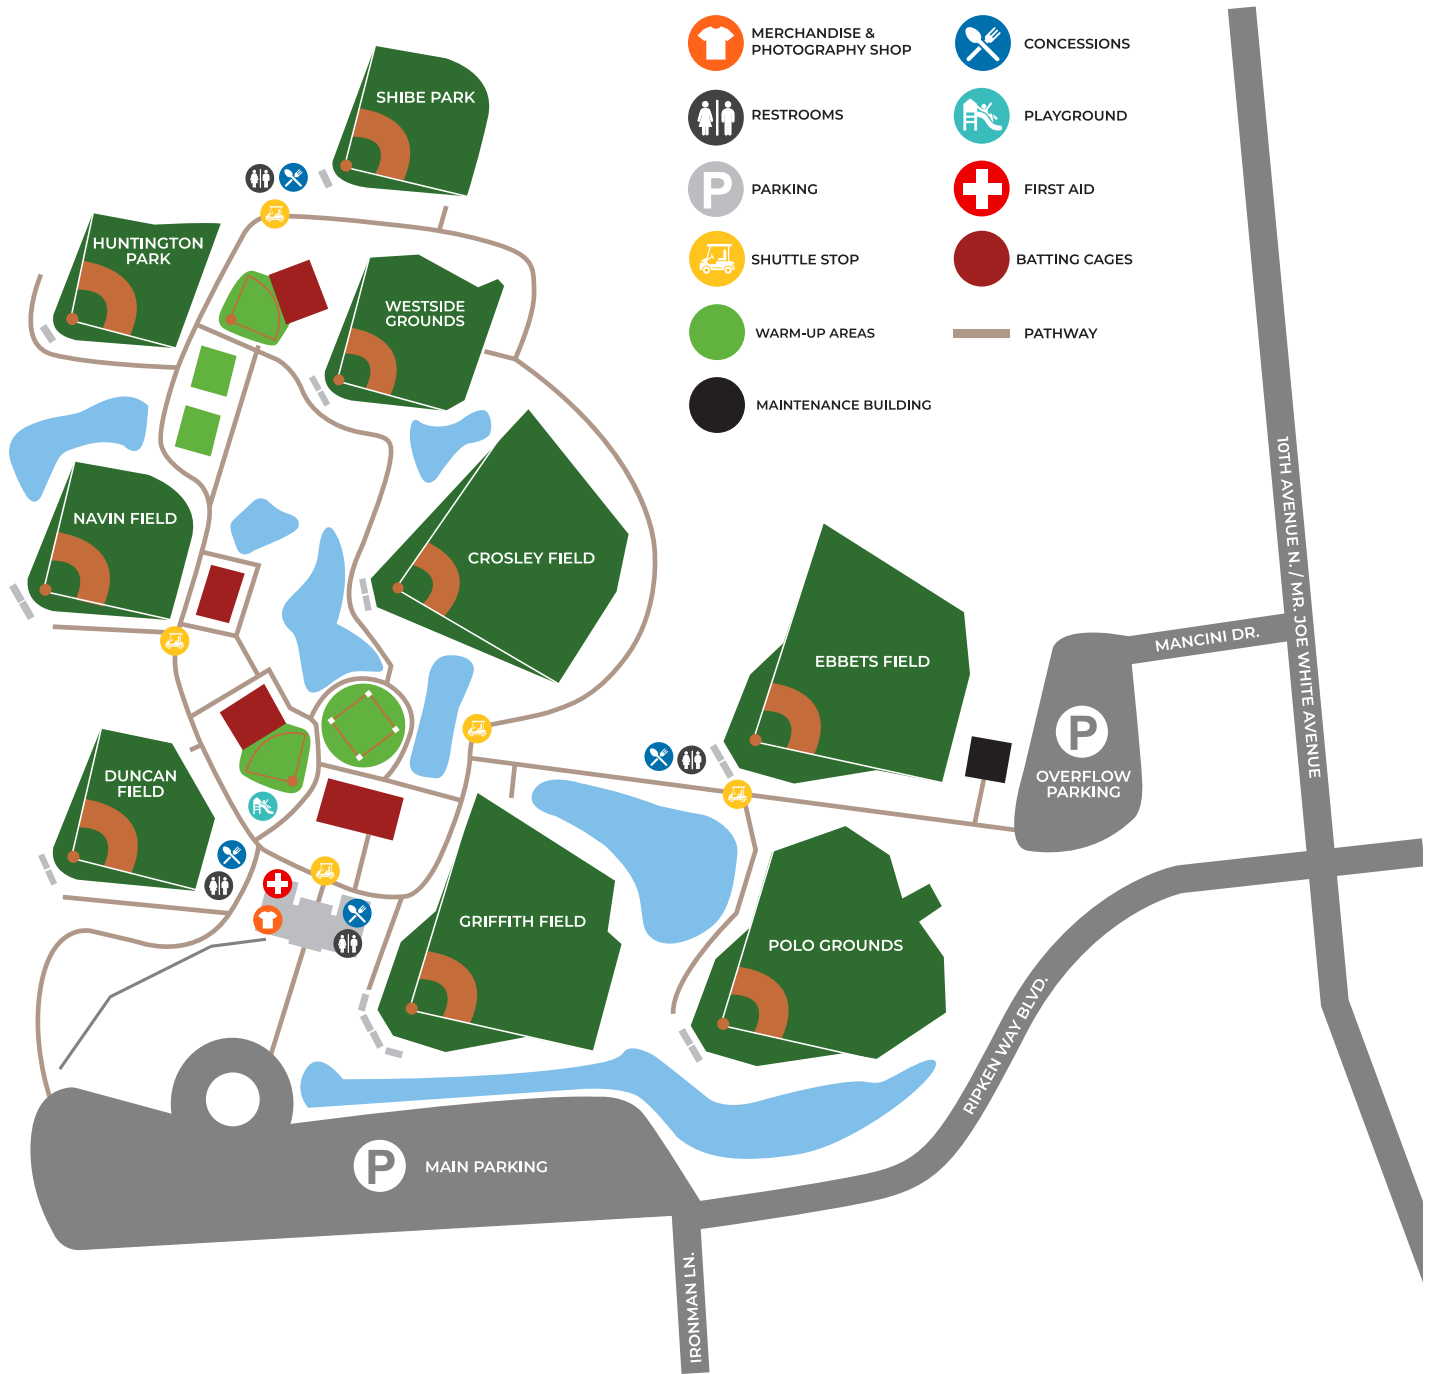 MERCHANDISE &
PHOTOGRAPHY SHOP
CONCESSIONS
RESTROOMS
PLAYGROUND
P
PARKING
FIRST AID
SHUTTLE STOP
BATTING CAGES
WARM-UP AREAS
PATHWAY
MAINTENANCE BUILDING
SHIBE PARK
HUNTINGTON
PARK
WESTSIDE
GROUNDS
NAVIN FIELD
CROSLEY FIELD
EBBETS FIELD
DUNCAN
FIELD
GRIFFITH FIELD
POLO GROUNDS
P
OVERFLOW
PARKING
MANCINI DR.
10TH AVENUE N. / MR. JOE WHITE AVENUE
RIPKEN WAY BLVD.
P
MAIN PARKING
IRONMAN LN.